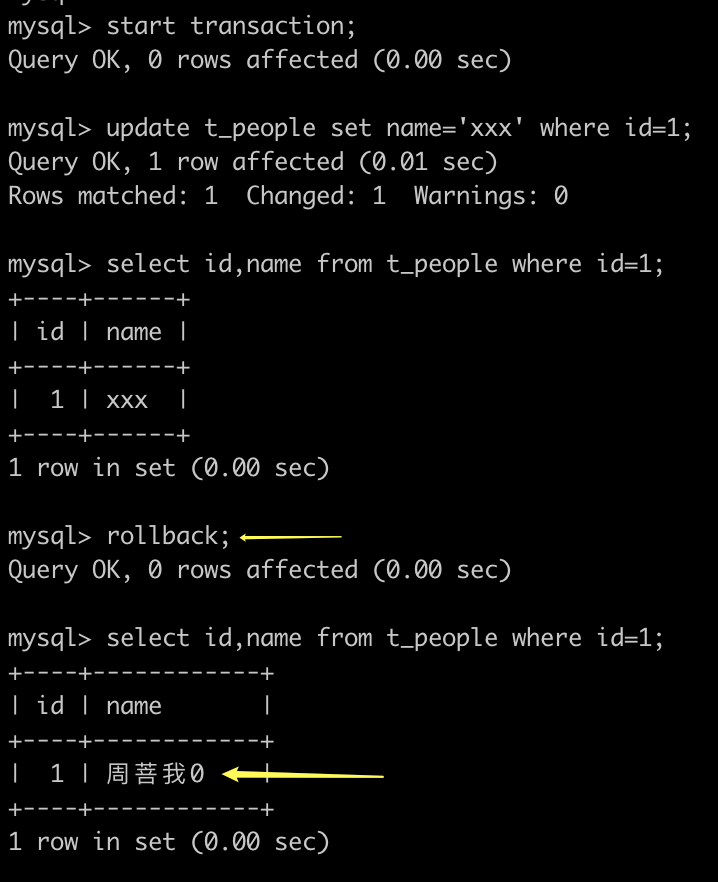 mysql> start transaction;
Query OK, 0 rows affected (0.00 sec)
mysql> update t_people set name='xxx' where id=1;
Query OK, 1 row affected (0.01 sec)
Rows matched: 1  Changed: 1  Warnings: 0
mysql> select id,name from t_people where id=1;
+----+------+
| id | name |
+----+------+
|  1 | xxx  |
+----+------+
1 row in set (0.00 sec)
mysql> rollback;
Query OK, 0 rows affected (0.00 sec)
mysql> select id,name from t_people where id=1;
+----+------------+
| id | name       |
+----+------------+
|  1 | 周菩我0    |
+----+------------+
1 row in set (0.00 sec)